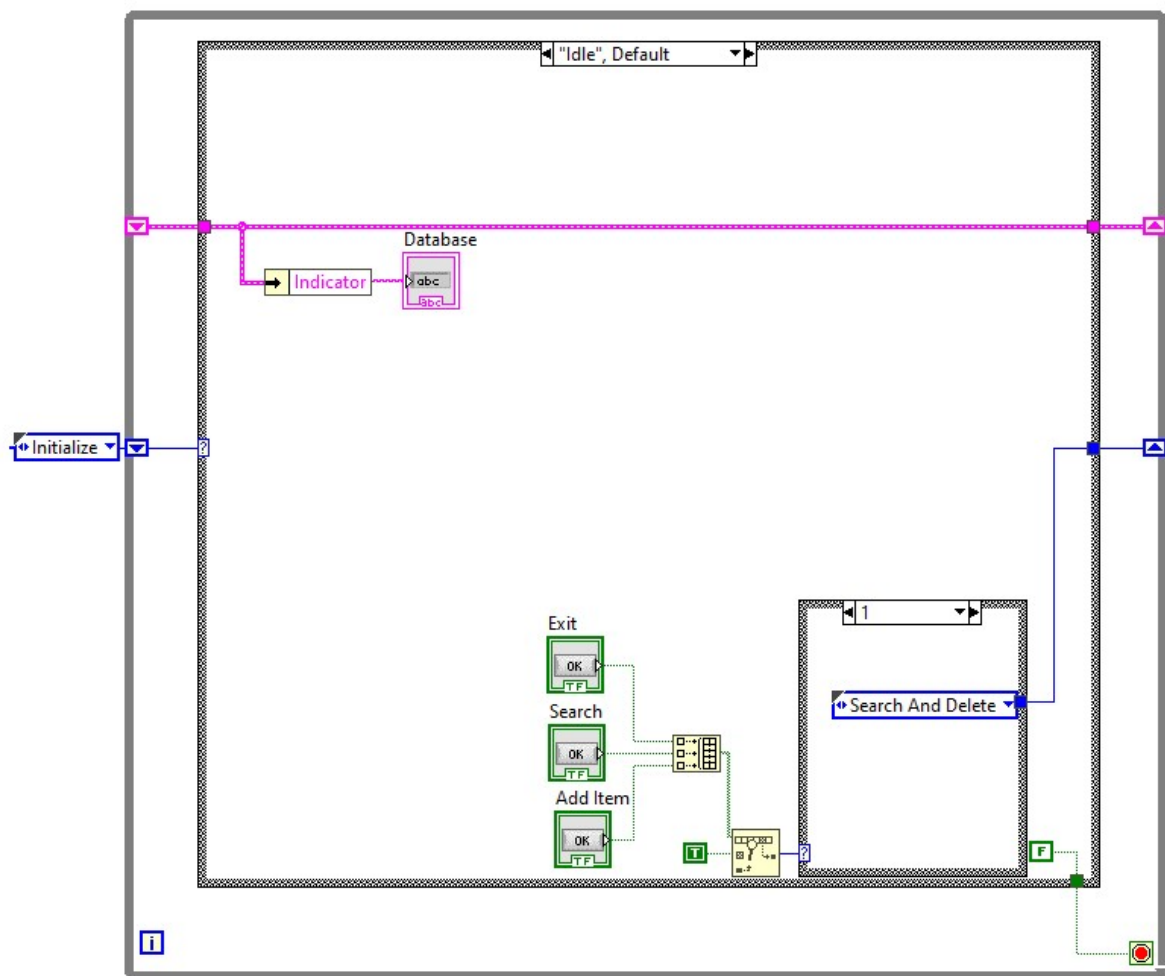 "Idle", Default
Database
Indicator
abc
abc
Initialize
?
1
Exit
OK
TF
Search And Delete
Search
OK
TF
Add Item
OK
TF
T
?
F
i